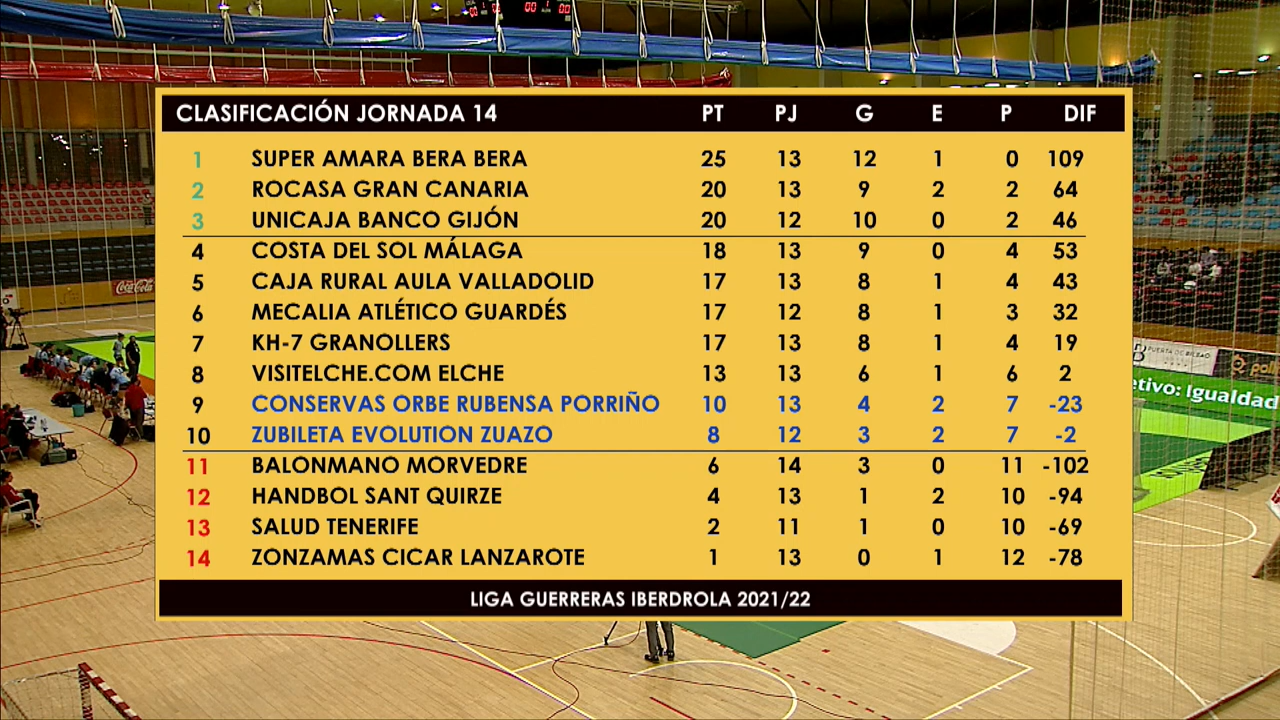 CLASIFICACIÓN JORNADA 14 PT PJ G E P DIF
1 SUPER AMARA BERA BERA 25 13 12 1 0 109
2 ROCASA GRAN CANARIA 20 13 9 2 2 64
3 UNICAJA BANCO GIJÓN 20 12 10 0 2 46
4 COSTA DEL SOL MÁLAGA 18 13 9 0 4 53
5 CAJA RURAL AULA VALLADOLID 17 13 8 1 4 43
6 MECALIA ATLÉTICO GUARDÉS 17 12 8 1 3 32
7 KH-7 GRANOLLERS 17 13 8 1 4 19
8 VISITELCHE.COM ELCHE 13 13 6 1 6 2
9 CONSERVAS ORBE RUBENSA PORRIÑO 10 13 4 2 7 -23
10 ZUBILETA EVOLUTION ZUAZO 8 12 3 2 7 -2
11 BALONMANO MORVEDRE 6 14 3 0 11 -102
12 HANDBOL SANT QUIRZE 4 13 1 2 10 -94
13 SALUD TENERIFE 2 11 1 0 10 -69
14 ZONZAMAS CICAR LANZAROTE 1 13 0 1 12 -78
LIGA GUERRERAS IBERDROLA 2021/22
Coca-Cola
PUERTA DE BILBAO
etivo: Igualdad